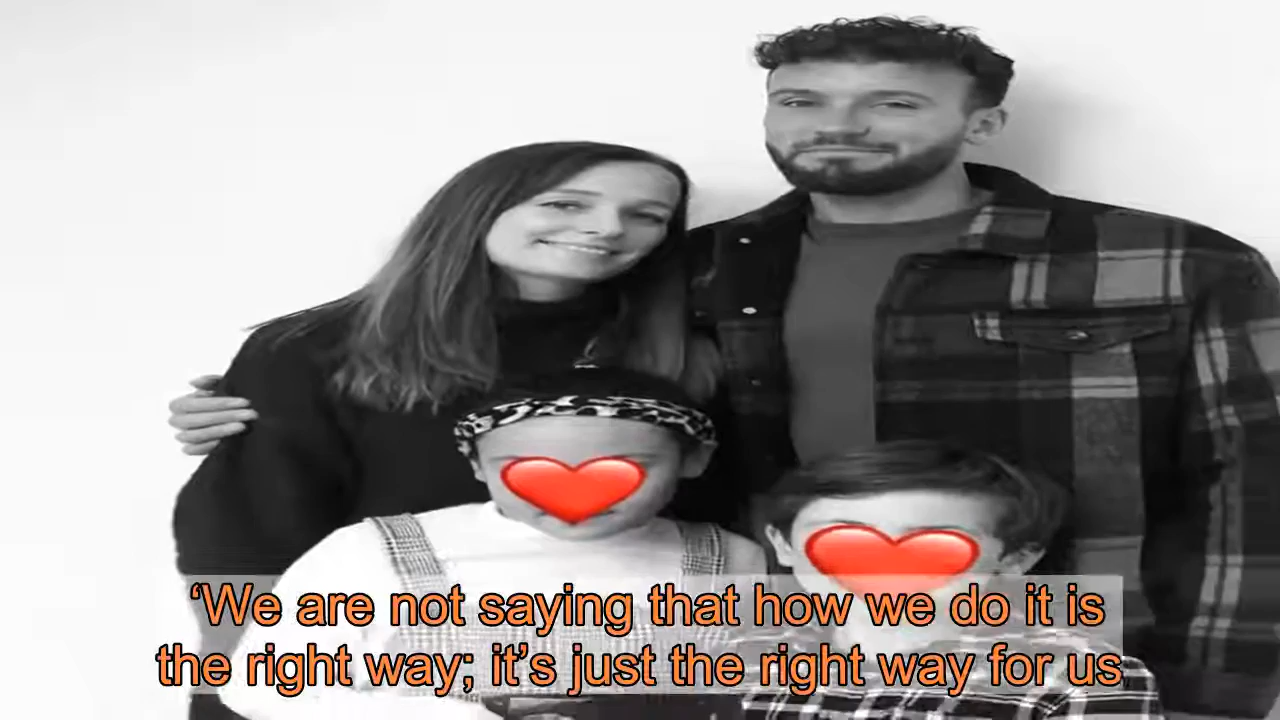 ‘We are not saying that how we do it is
the right way; it’s just the right way for us